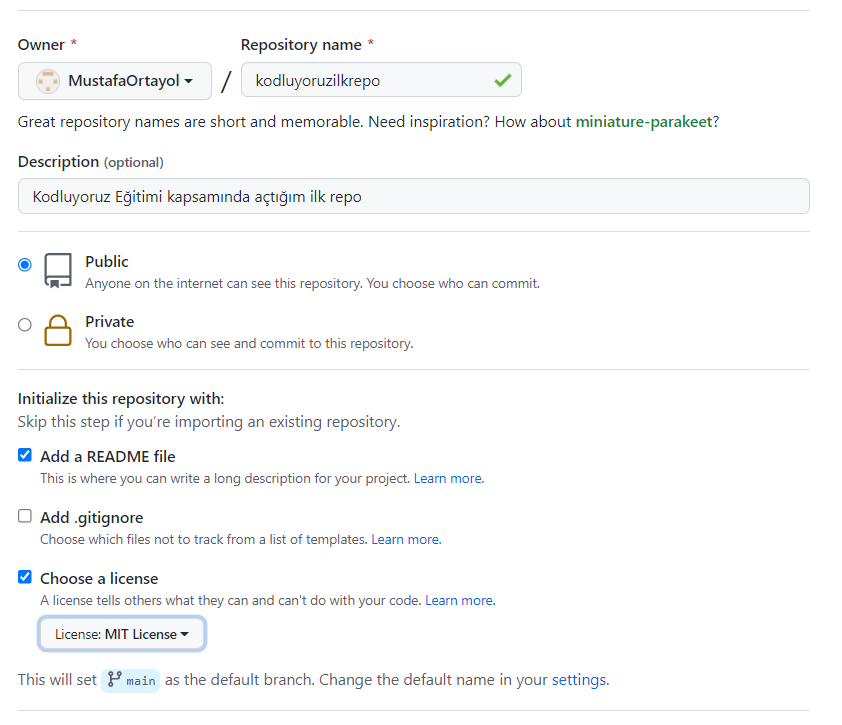 Owner * Repository name *
MustafaOrtayol / kodluyoruzilkrepo
Great repository names are short and memorable. Need inspiration? How about miniature-parakeet?
Description (optional)
Kodluyoruz Eğitimi kapsamında açtığım ilk repo
Public
Anyone on the internet can see this repository. You choose who can commit.
Private
You choose who can see and commit to this repository.
Initialize this repository with:
Skip this step if you're importing an existing repository.
Add a README file
This is where you can write a long description for your project. Learn more.
Add .gitignore
Choose which files not to track from a list of templates. Learn more.
Choose a license
A license tells others what they can and can't do with your code. Learn more.
License: MIT License
This will set main as the default branch. Change the default name in your settings.